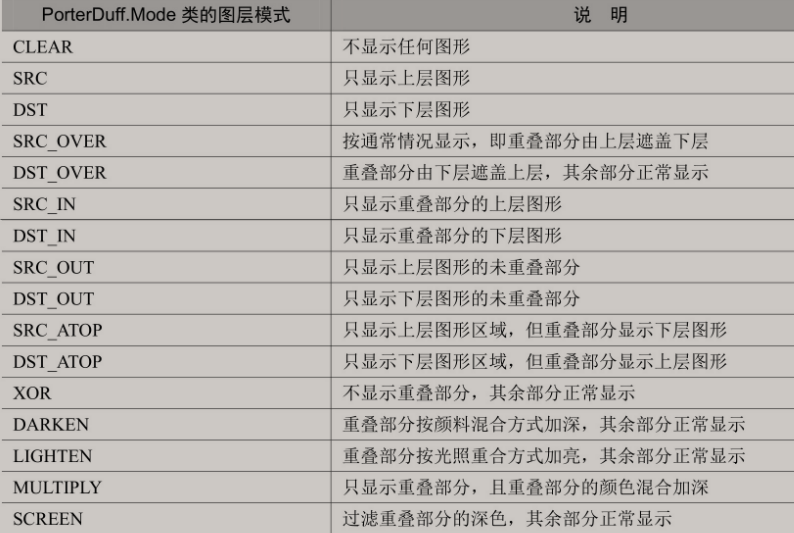 PorterDuff.Mode 类的图层模式 说 明
CLEAR 不显示任何图形
SRC 只显示上层图形
DST 只显示下层图形
SRC_OVER 按通常情况显示，即重叠部分由上层遮盖下层
DST_OVER 重叠部分由下层遮盖上层，其余部分正常显示
SRC_IN 只显示重叠部分的上层图形
DST_IN 只显示重叠部分的下层图形
SRC_OUT 只显示上层图形的未重叠部分
DST_OUT 只显示下层图形的未重叠部分
SRC_ATOP 只显示上层图形区域，但重叠部分显示下层图形
DST_ATOP 只显示下层图形区域，但重叠部分显示上层图形
XOR 不显示重叠部分，其余部分正常显示
DARKEN 重叠部分按颜料混合方式加深，其余部分正常显示
LIGHTEN 重叠部分按光照重合方式加亮，其余部分正常显示
MULTIPLY 只显示重叠部分，且重叠部分的颜色混合加深
SCREEN 过滤重叠部分的深色，其余部分正常显示